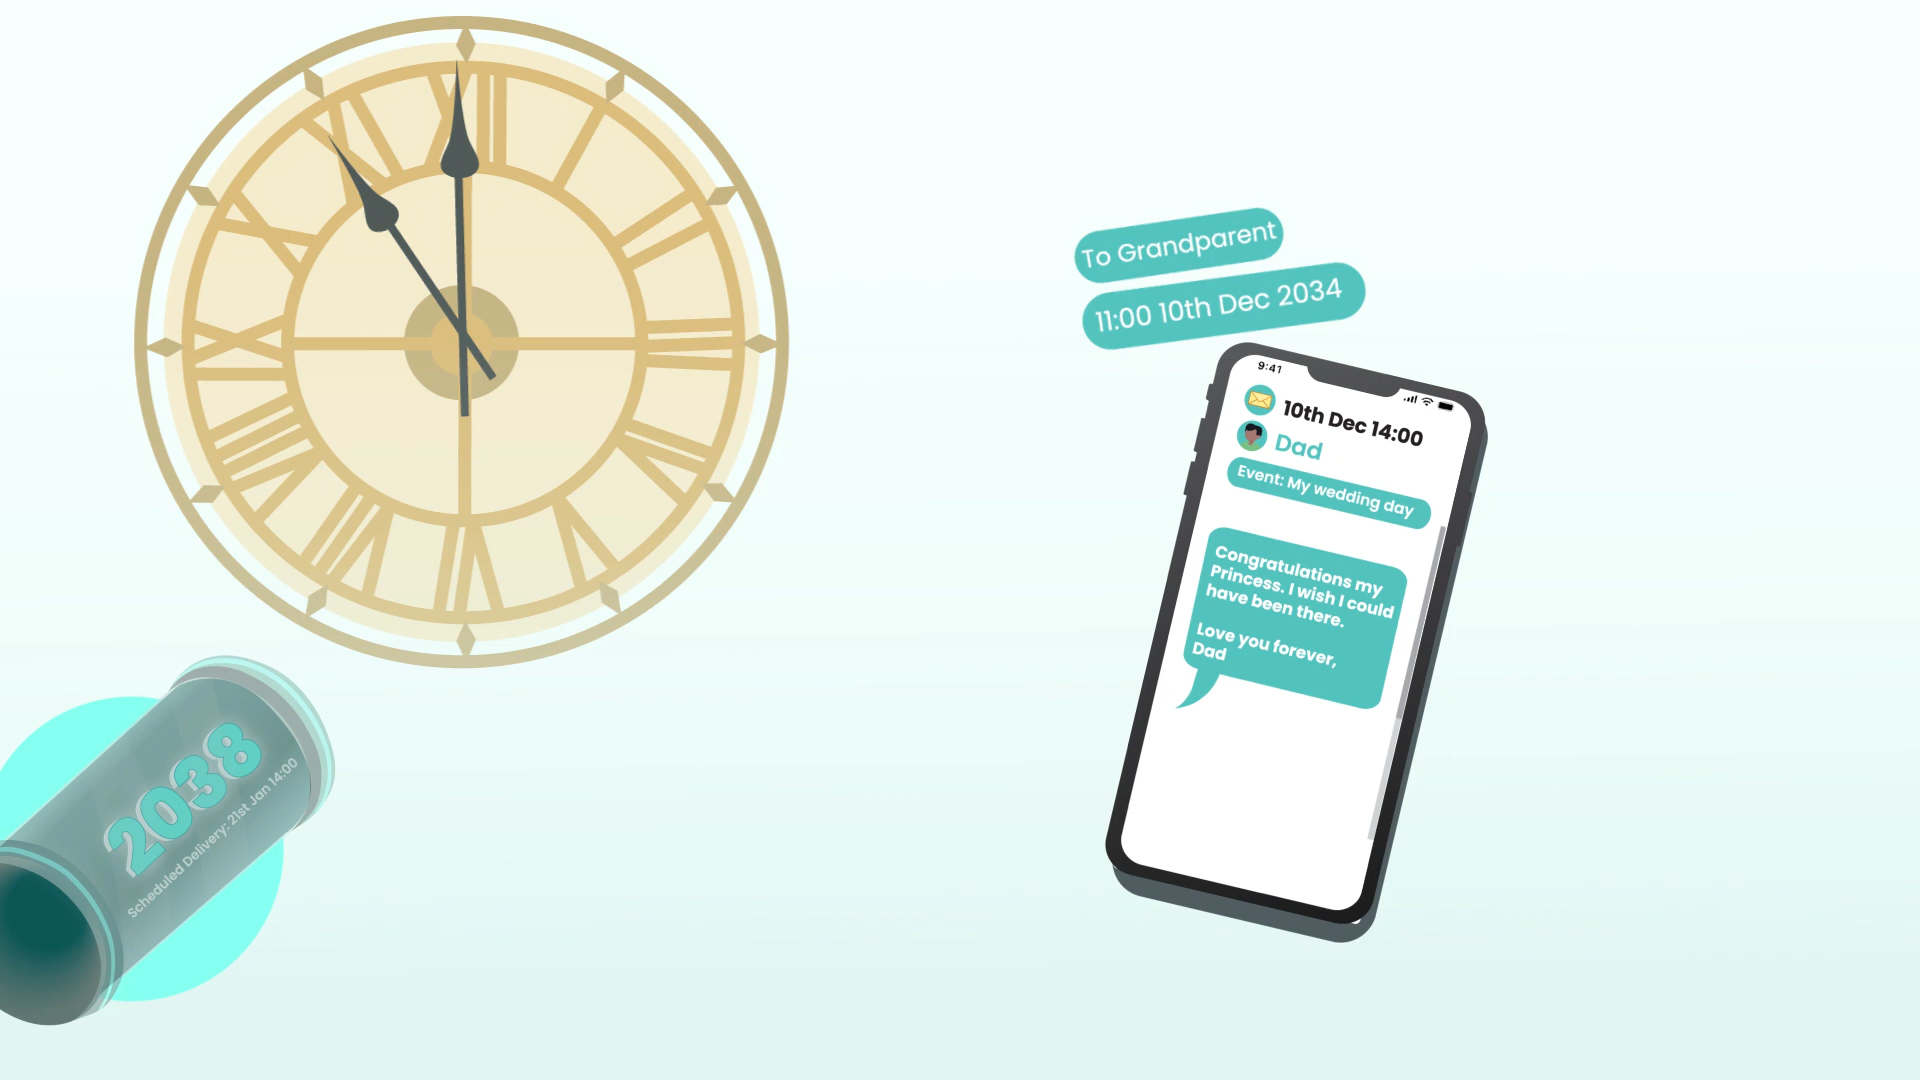 To Grandparent
11:00 10th Dec 2034
9:41
10th Dec 14:00
Dad
Event: My wedding day
Congratulations my
Princess. I wish I could
have been there.
Love you forever,
Dad
2038
Scheduled Delivery: 21st Jan 14:00